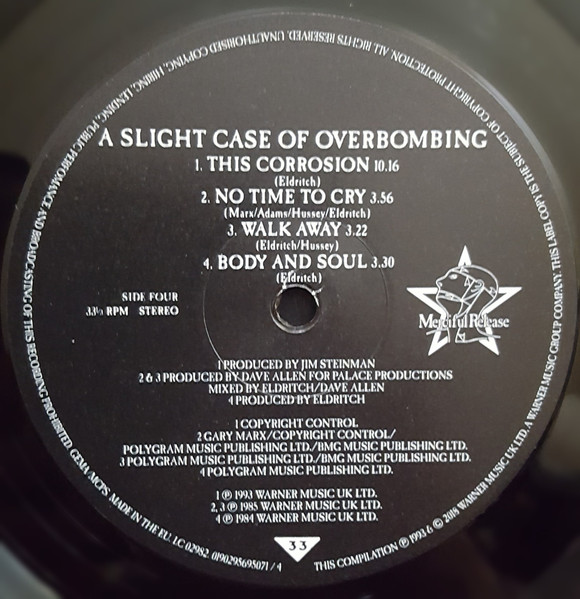 A SLIGHT CASE OF OVERBOMBING
1. THIS CORROSION 10.16
(Eldritch)
2. NO TIME TO CRY 3.56
(Marx/Adams/Hussey/Eldritch)
3. WALK AWAY 3.22
(Eldritch/Hussey)
4. BODY AND SOUL 3.30
(Eldritch)
SIDE FOUR
33⅓ RPM STEREO
Merciful Release
1 PRODUCED BY JIM STEINMAN
2 & 3 PRODUCED BY DAVE ALLEN FOR PALACE PRODUCTIONS
MIXED BY ELDRITCH/DAVE ALLEN
4 PRODUCED BY ELDRITCH
1 COPYRIGHT CONTROL
2 GARY MARX/COPYRIGHT CONTROL/
POLYGRAM MUSIC PUBLISHING LTD./BMG MUSIC PUBLISHING LTD.
3 POLYGRAM MUSIC PUBLISHING LTD./BMG MUSIC PUBLISHING LTD.
4 POLYGRAM MUSIC PUBLISHING LTD.
1 ℗ 1993 WARNER MUSIC UK LTD.
2, 3 ℗ 1985 WARNER MUSIC UK LTD.
4 ℗ 1984 WARNER MUSIC UK LTD.
33
THIS COMPILATION ℗ 1993 & © 2018 WARNER MUSIC UK LTD. A WARNER MUSIC GROUP COMPANY. THIS LABEL COPY IS THE SUBJECT OF COPYRIGHT PROTECTION. ALL RIGHTS RESERVED. UNAUTHORISED COPYING, HIRING, LENDING, PUBLIC PERFORMANCE AND BROADCASTING OF THIS RECORDING PROHIBITED. GEMA/MCPS. MADE IN THE EU. LC 02982. 0190295695071 / 4